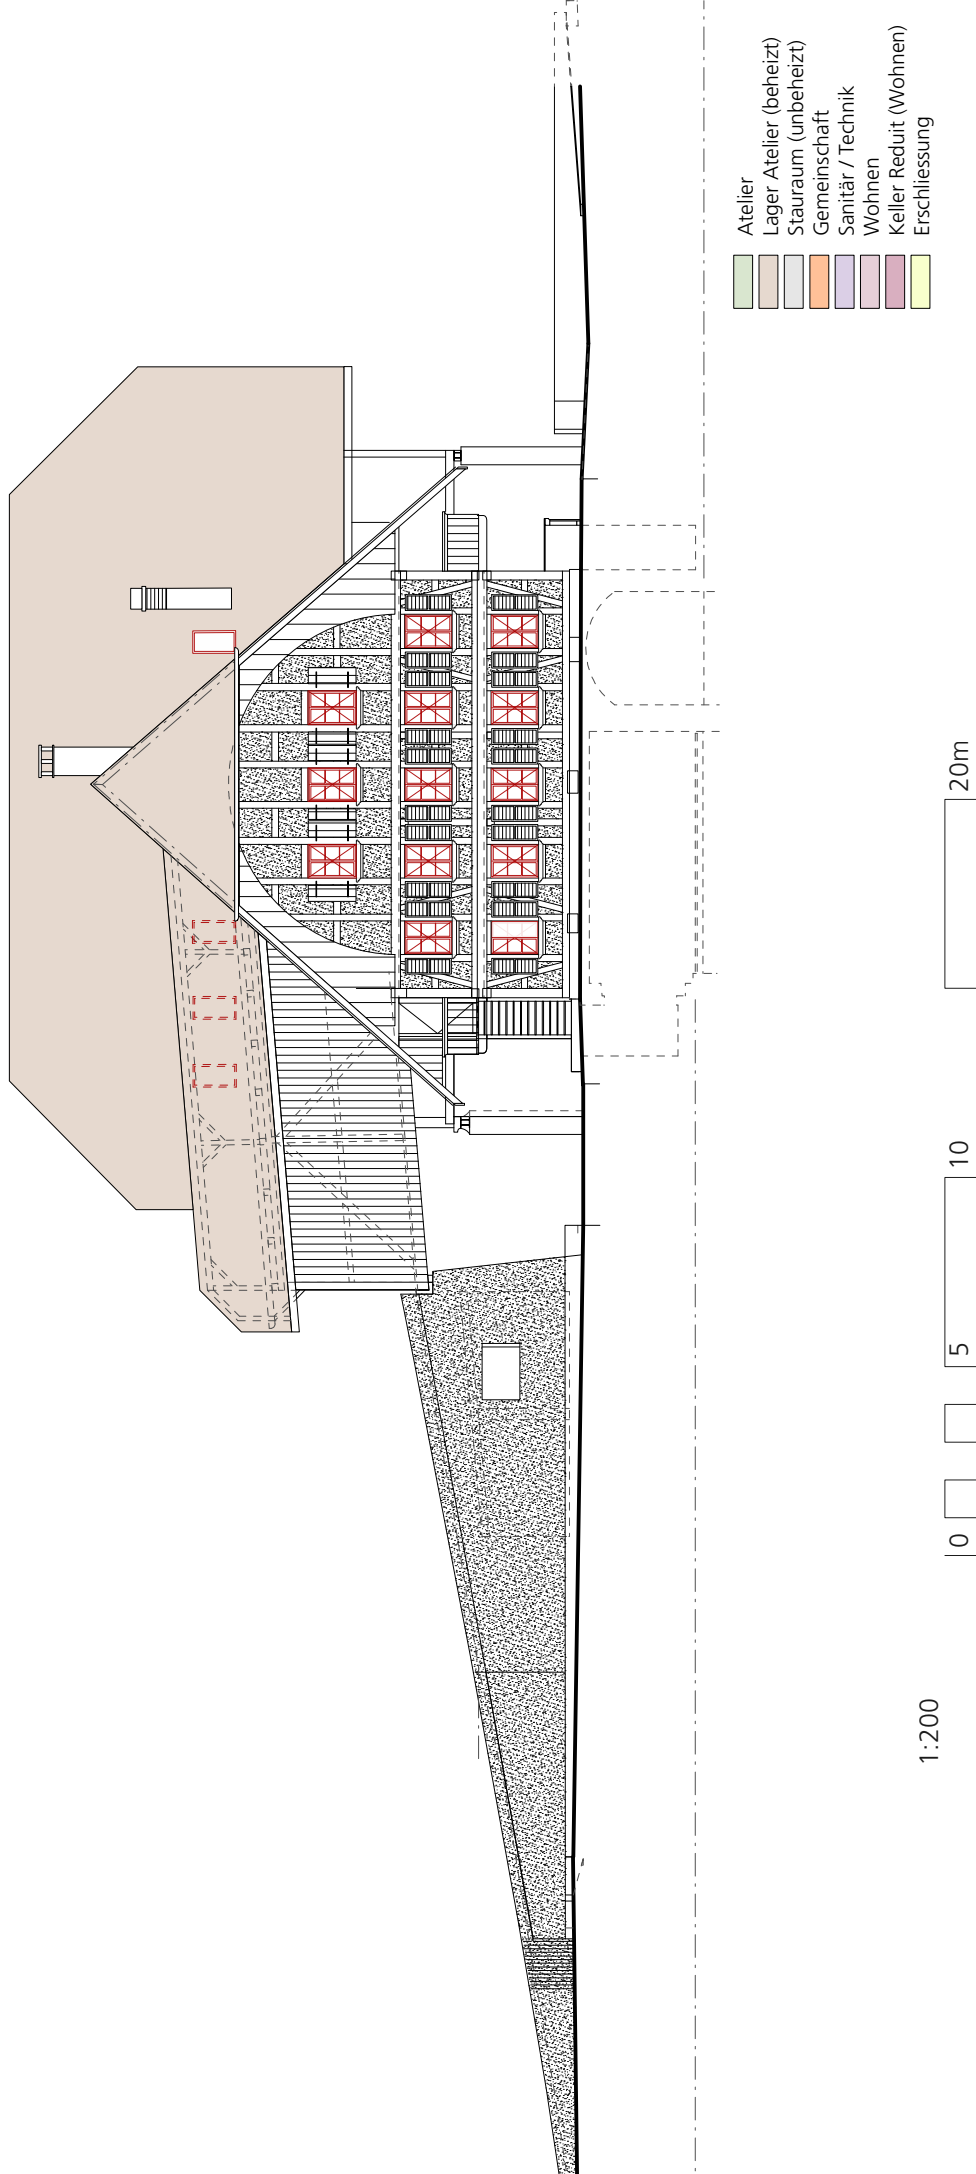 Atelier
Lager Atelier (beheizt)
Stauraum (unbeheizt)
Gemeinschaft
Sanitär / Technik
Wohnen
Keller Reduit (Wohnen)
Erschliessung
1:200
0 5 10 20m